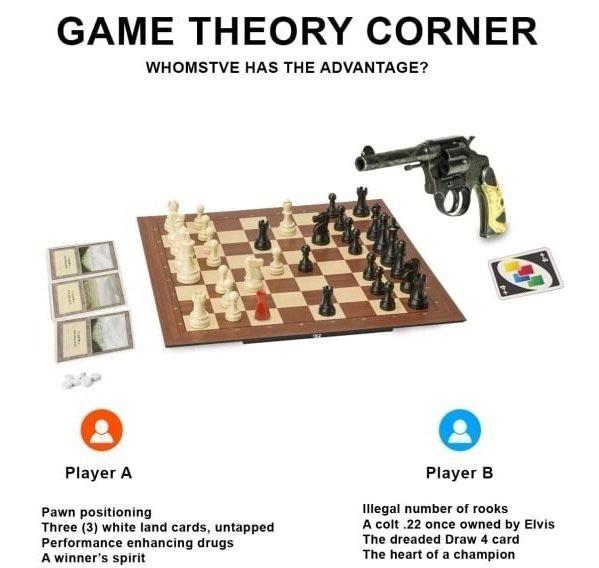 GAME THEORY CORNER
WHOMSTVE HAS THE ADVANTAGE?
Player A
Pawn positioning
Three (3) white land cards, untapped
Performance enhancing drugs
A winner's spirit
Player B
Illegal number of rooks
A colt .22 once owned by Elvis
The dreaded Draw 4 card
The heart of a champion